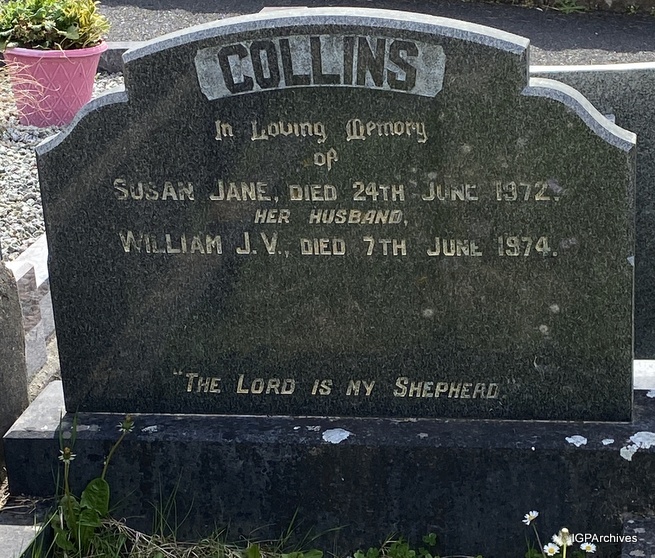 COLLINS
In Loving Memory
of
SUSAN JANE, DIED 24TH JUNE 1972.
HER HUSBAND,
WILLIAM J.V., DIED 7TH JUNE 1974.
"THE LORD IS MY SHEPHERD."
IGPArchives